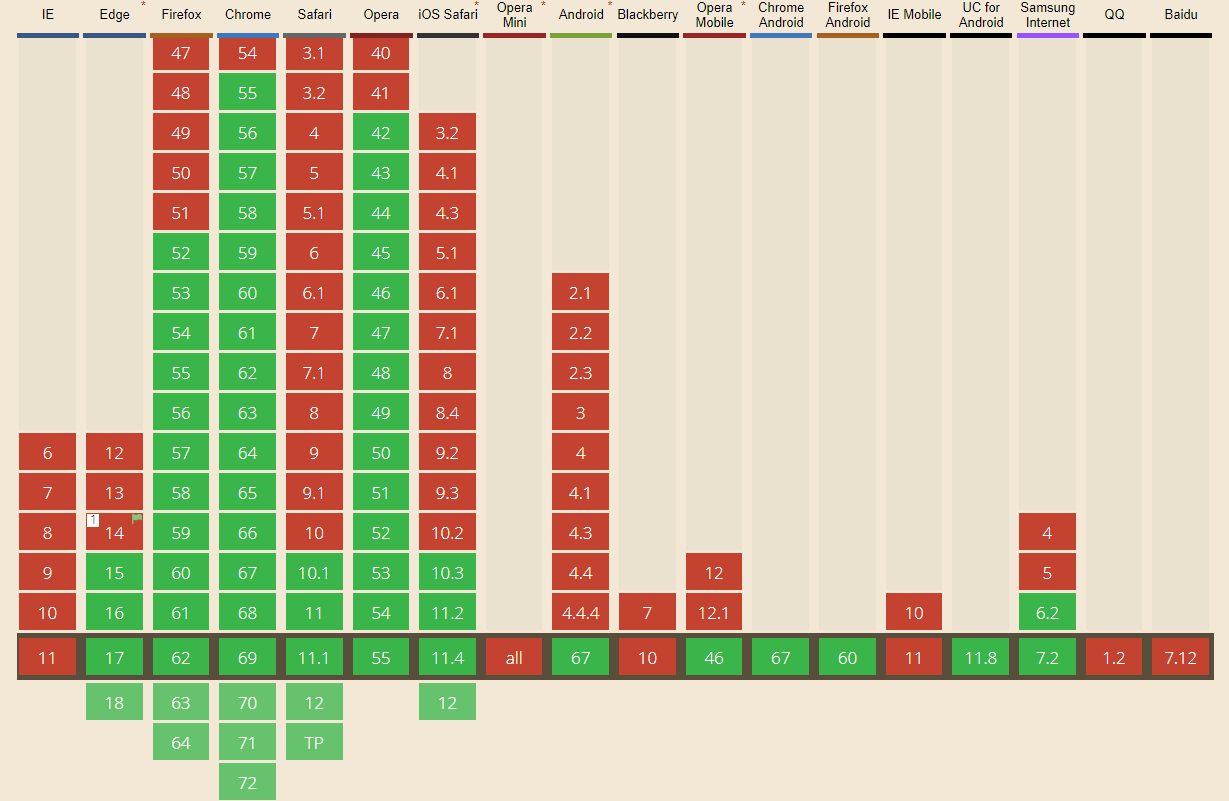 IE Edge * Firefox Chrome Safari Opera iOS Safari * Opera Mini * Android * Blackberry Opera Mobile * Chrome Android Firefox Android IE Mobile UC for Android Samsung Internet QQ Baidu
47 54 3.1 40
48 55 3.2 41
49 56 4 42 3.2
50 57 5 43 4.1
51 58 5.1 44 4.3
52 59 6 45 5.1
53 60 6.1 46 6.1 2.1
54 61 7 47 7.1 2.2
55 62 7.1 48 8 2.3
56 63 8 49 8.4 3
6 12 57 64 9 50 9.2 4
7 13 58 65 9.1 51 9.3 4.1
8 1 14 59 66 10 52 10.2 4.3 4
9 15 60 67 10.1 53 10.3 4.4 12 5
10 16 61 68 11 54 11.2 4.4.4 7 12.1 10 6.2
11 17 62 69 11.1 55 11.4 all 67 10 46 67 60 11 11.8 7.2 1.2 7.12
18 63 70 12 12
64 71 TP
72